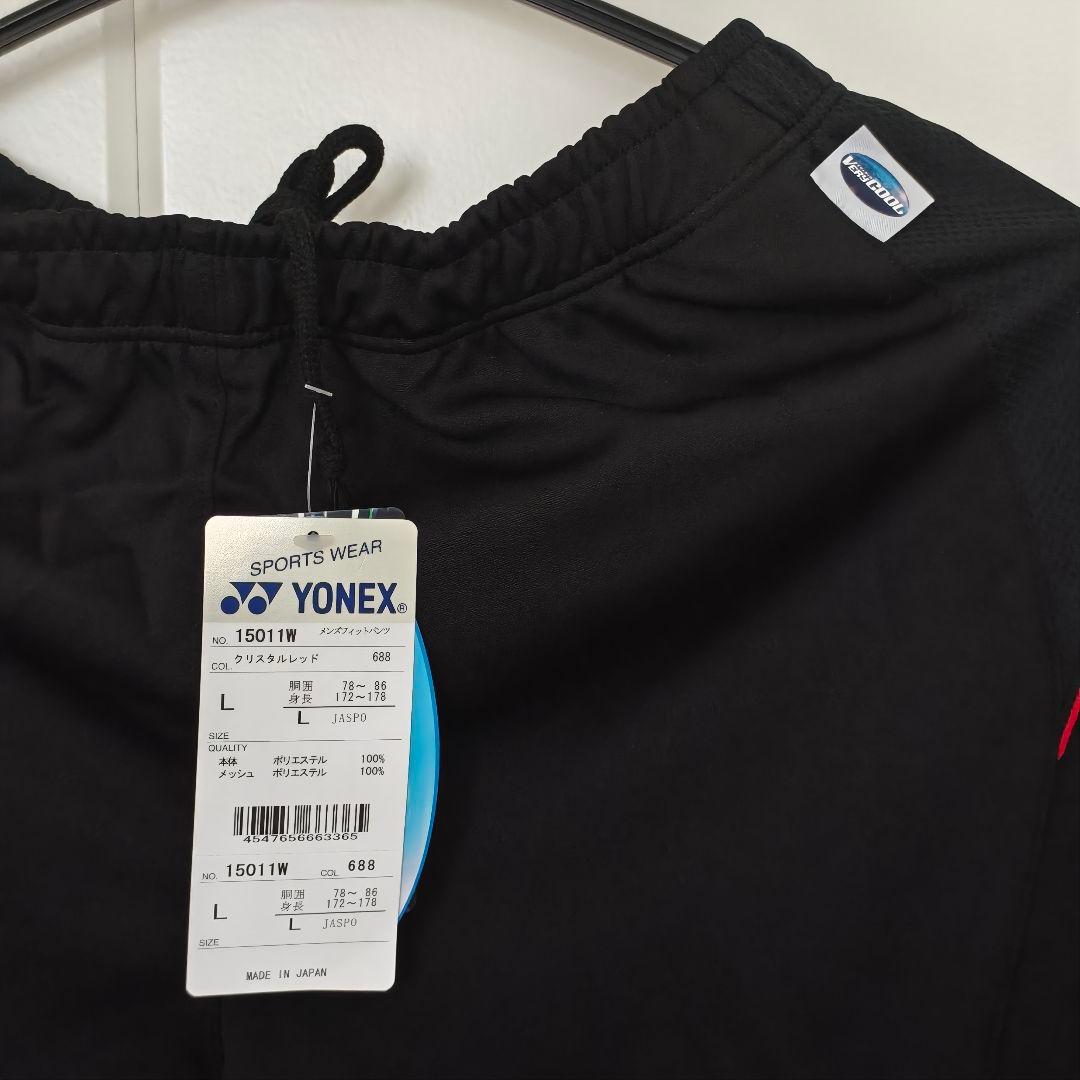 VERYCOOL
SPORTS WEAR
YONEX®
NO. 15011W メンズフィットパンツ
COL. クリスタルレッド 688
L 胴囲 78～ 86
身長 172～178
L JASPO
SIZE
QUALITY
本体 ポリエステル 100%
メッシュ ポリエステル 100%
4547656663365
NO. 15011W COL 688
L 胴囲 78～ 86
身長 172～178
L JASPO
SIZE
MADE IN JAPAN